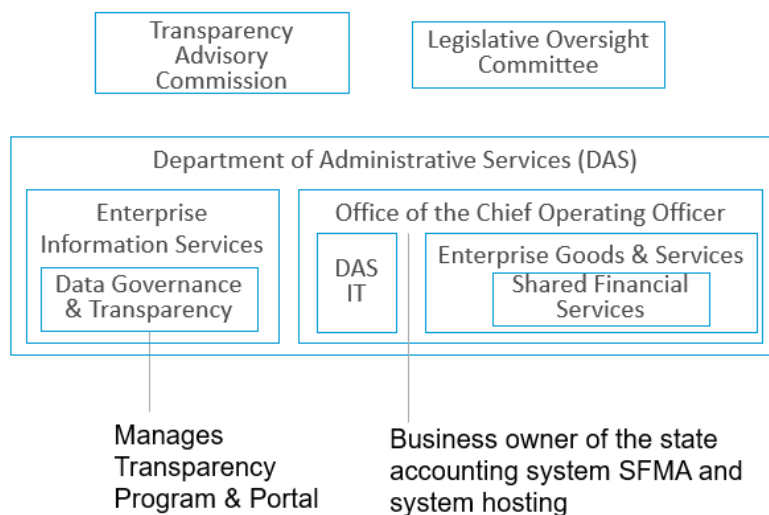 Transparency
Advisory
Commission
Legislative Oversight
Committee
Department of Administrative Services (DAS)
Enterprise
Information Services
Data Governance
& Transparency
Office of the Chief Operating Officer
DAS
IT
Enterprise Goods & Services
Shared Financial
Services
Manages
Transparency
Program & Portal
Business owner of the state
accounting system SFMA and
system hosting